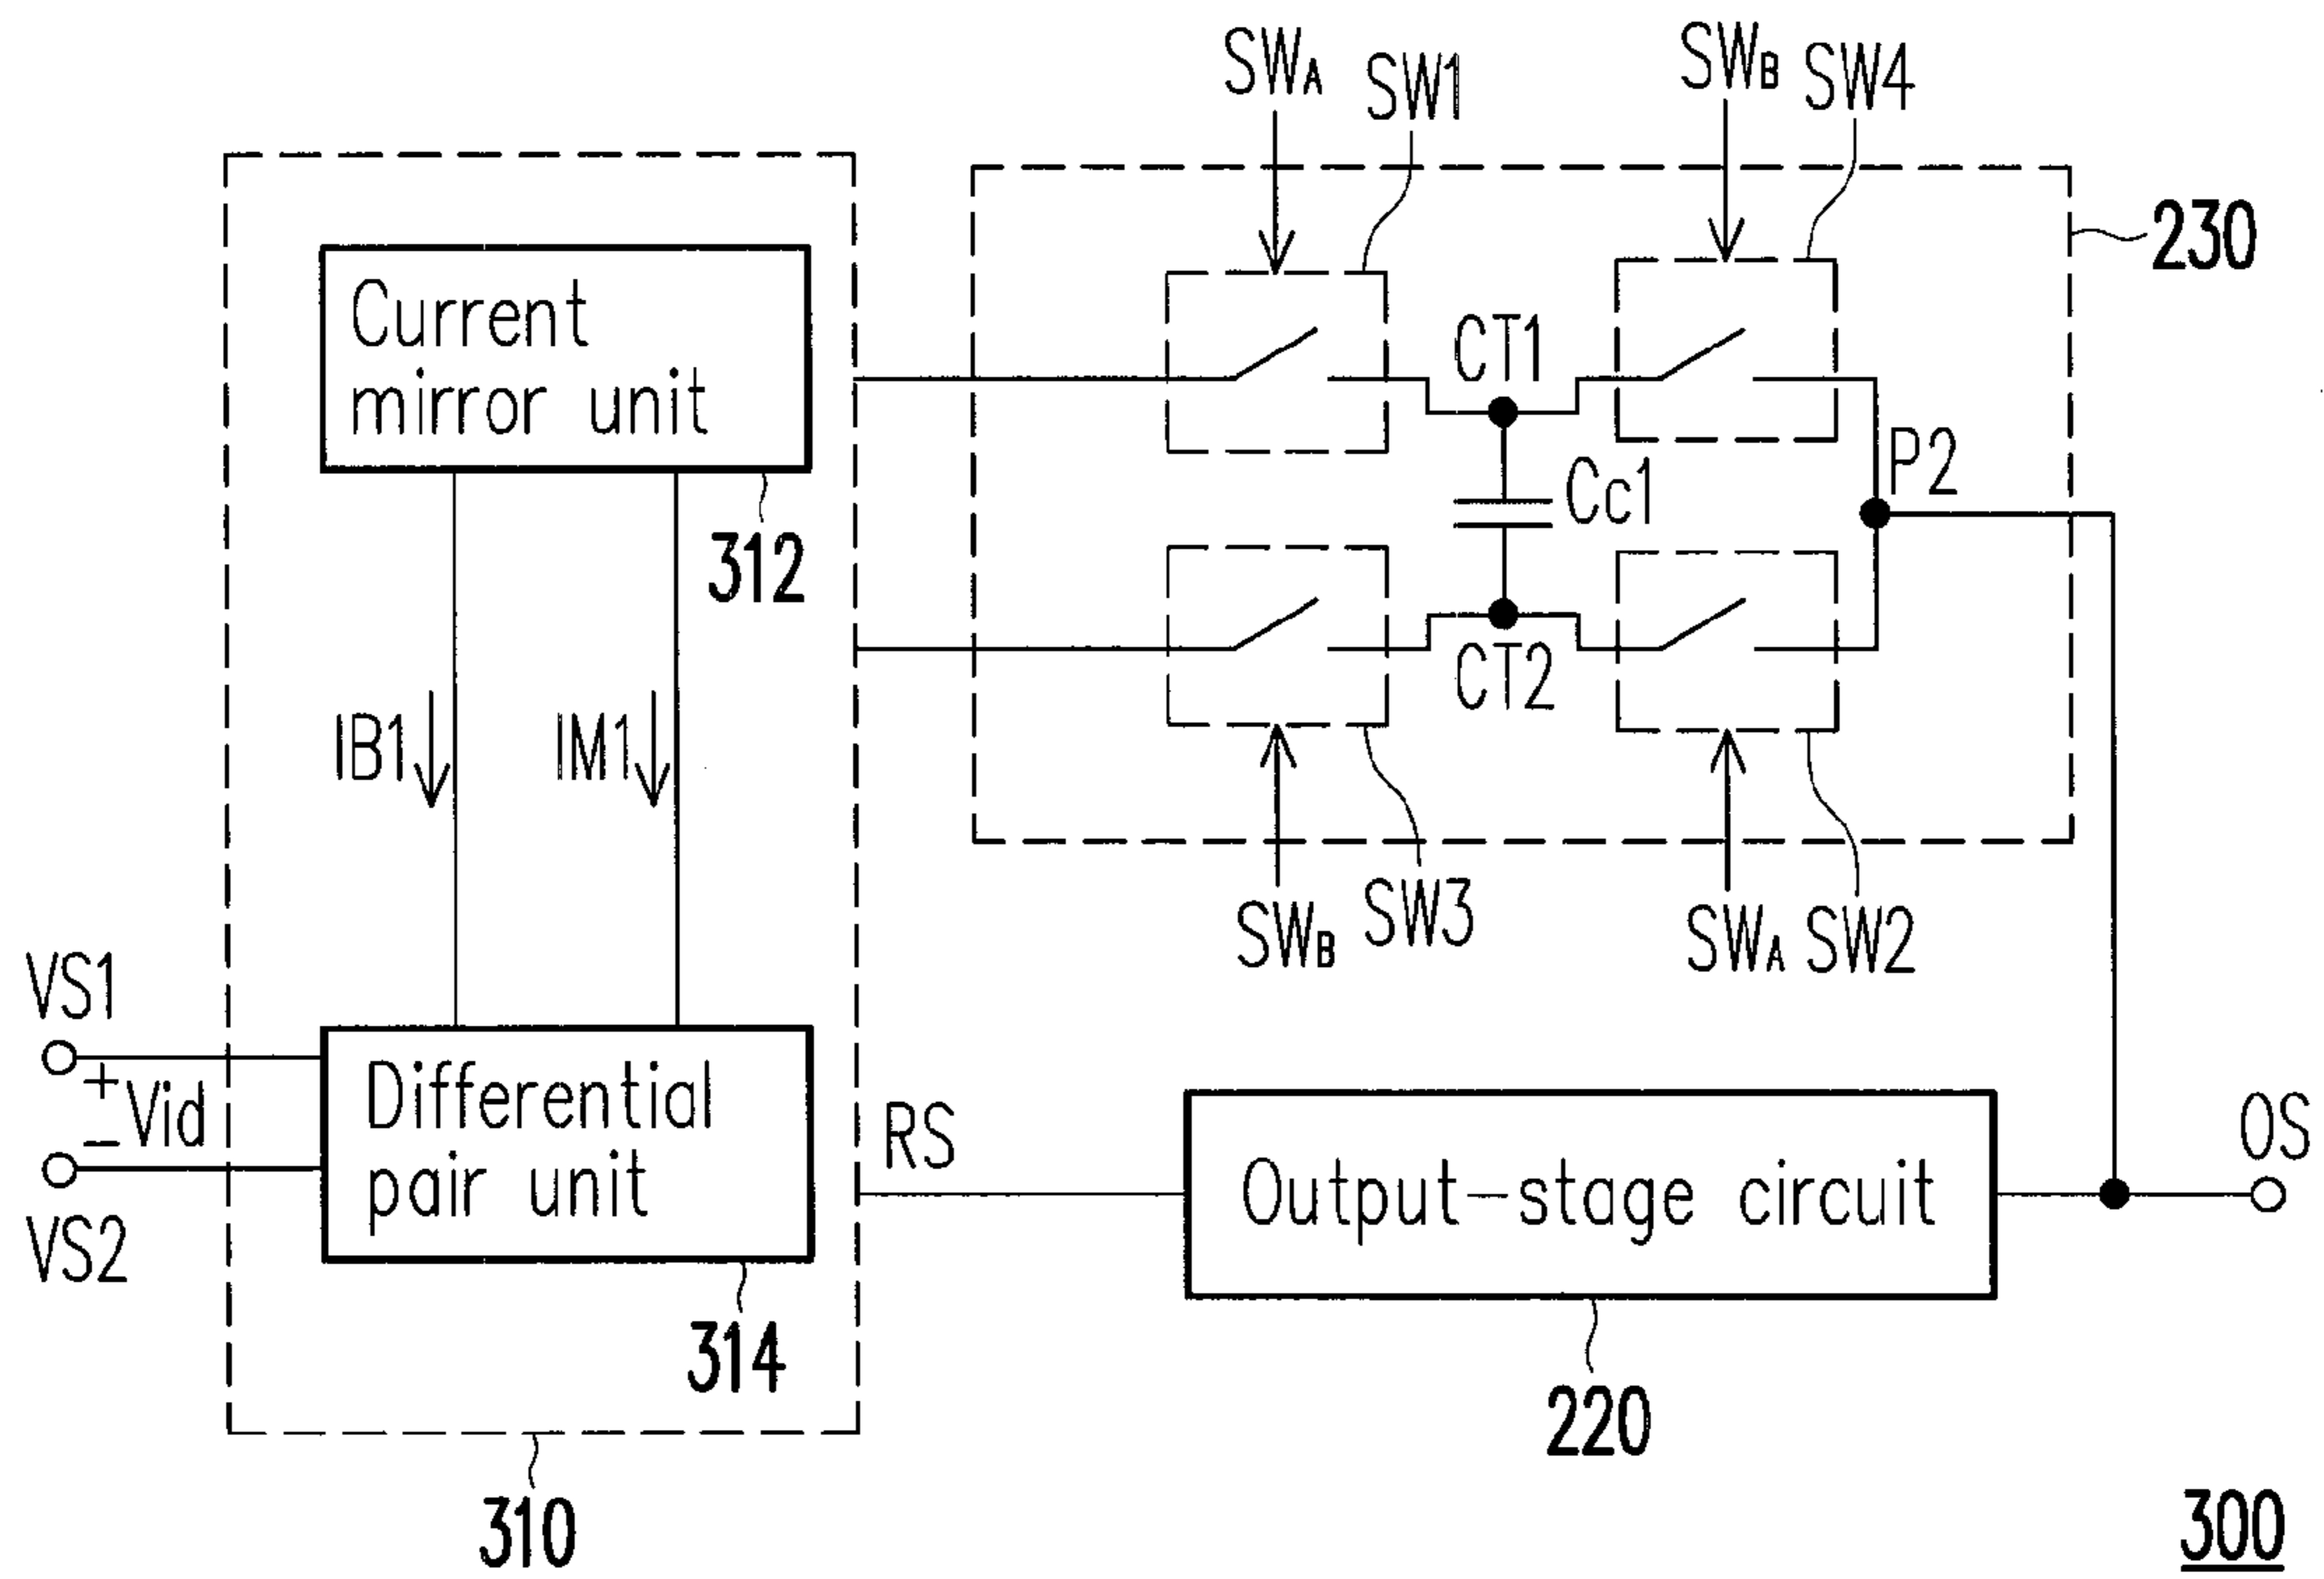 SWA
SW1
SWB
SW4
230
Current
mirror unit
312
CT1
Cc1
CT2
P2
IB1
IM1
SWB
SW3
SWA
SW2
VS1
+
Vid
−
VS2
Differential
pair unit
314
RS
Output-stage circuit
220
OS
310
300